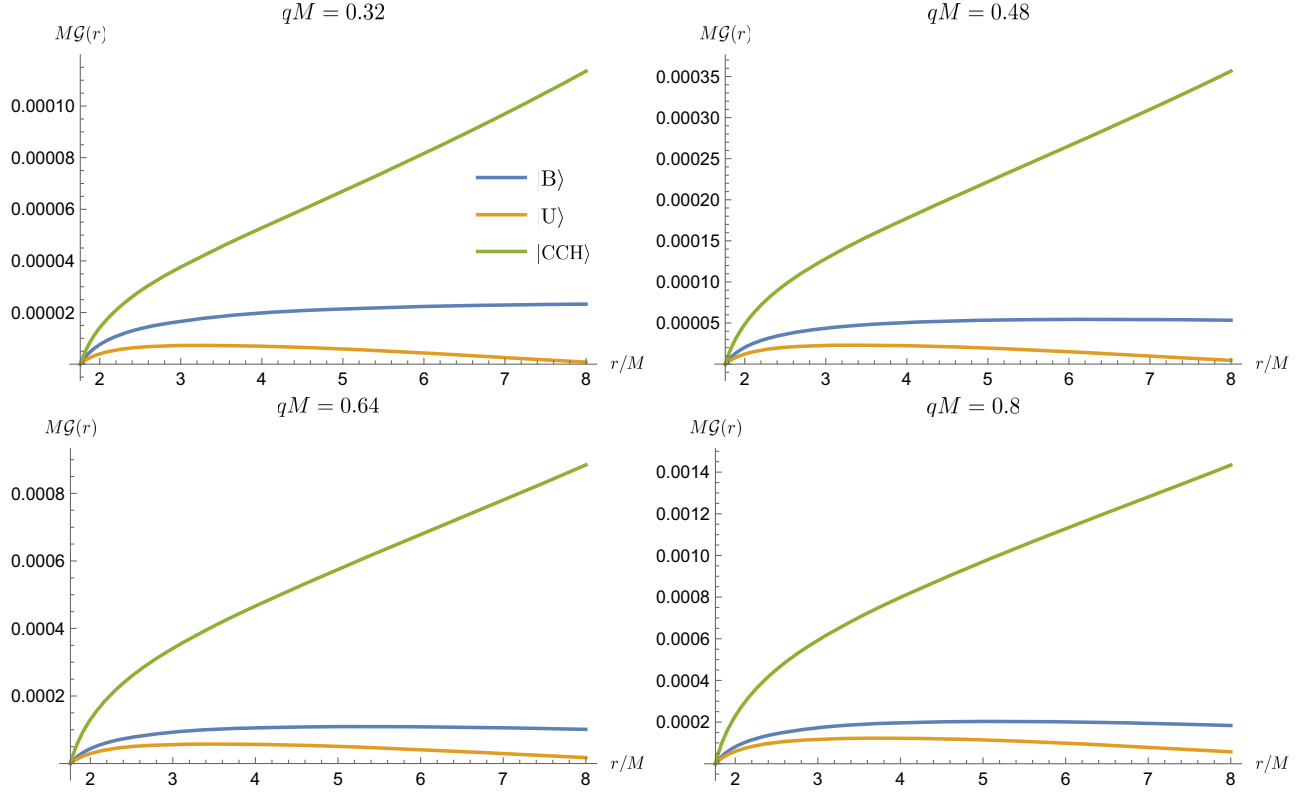 qM = 0.32
M𝒢(r)
0.00010
0.00008
0.00006
0.00004
0.00002
2 3 4 5 6 7 8 r/M
|B⟩
|U⟩
|CCH⟩
qM = 0.48
M𝒢(r)
0.00035
0.00030
0.00025
0.00020
0.00015
0.00010
0.00005
2 3 4 5 6 7 8 r/M
qM = 0.64
M𝒢(r)
0.0008
0.0006
0.0004
0.0002
2 3 4 5 6 7 8 r/M
qM = 0.8
M𝒢(r)
0.0014
0.0012
0.0010
0.0008
0.0006
0.0004
0.0002
2 3 4 5 6 7 8 r/M